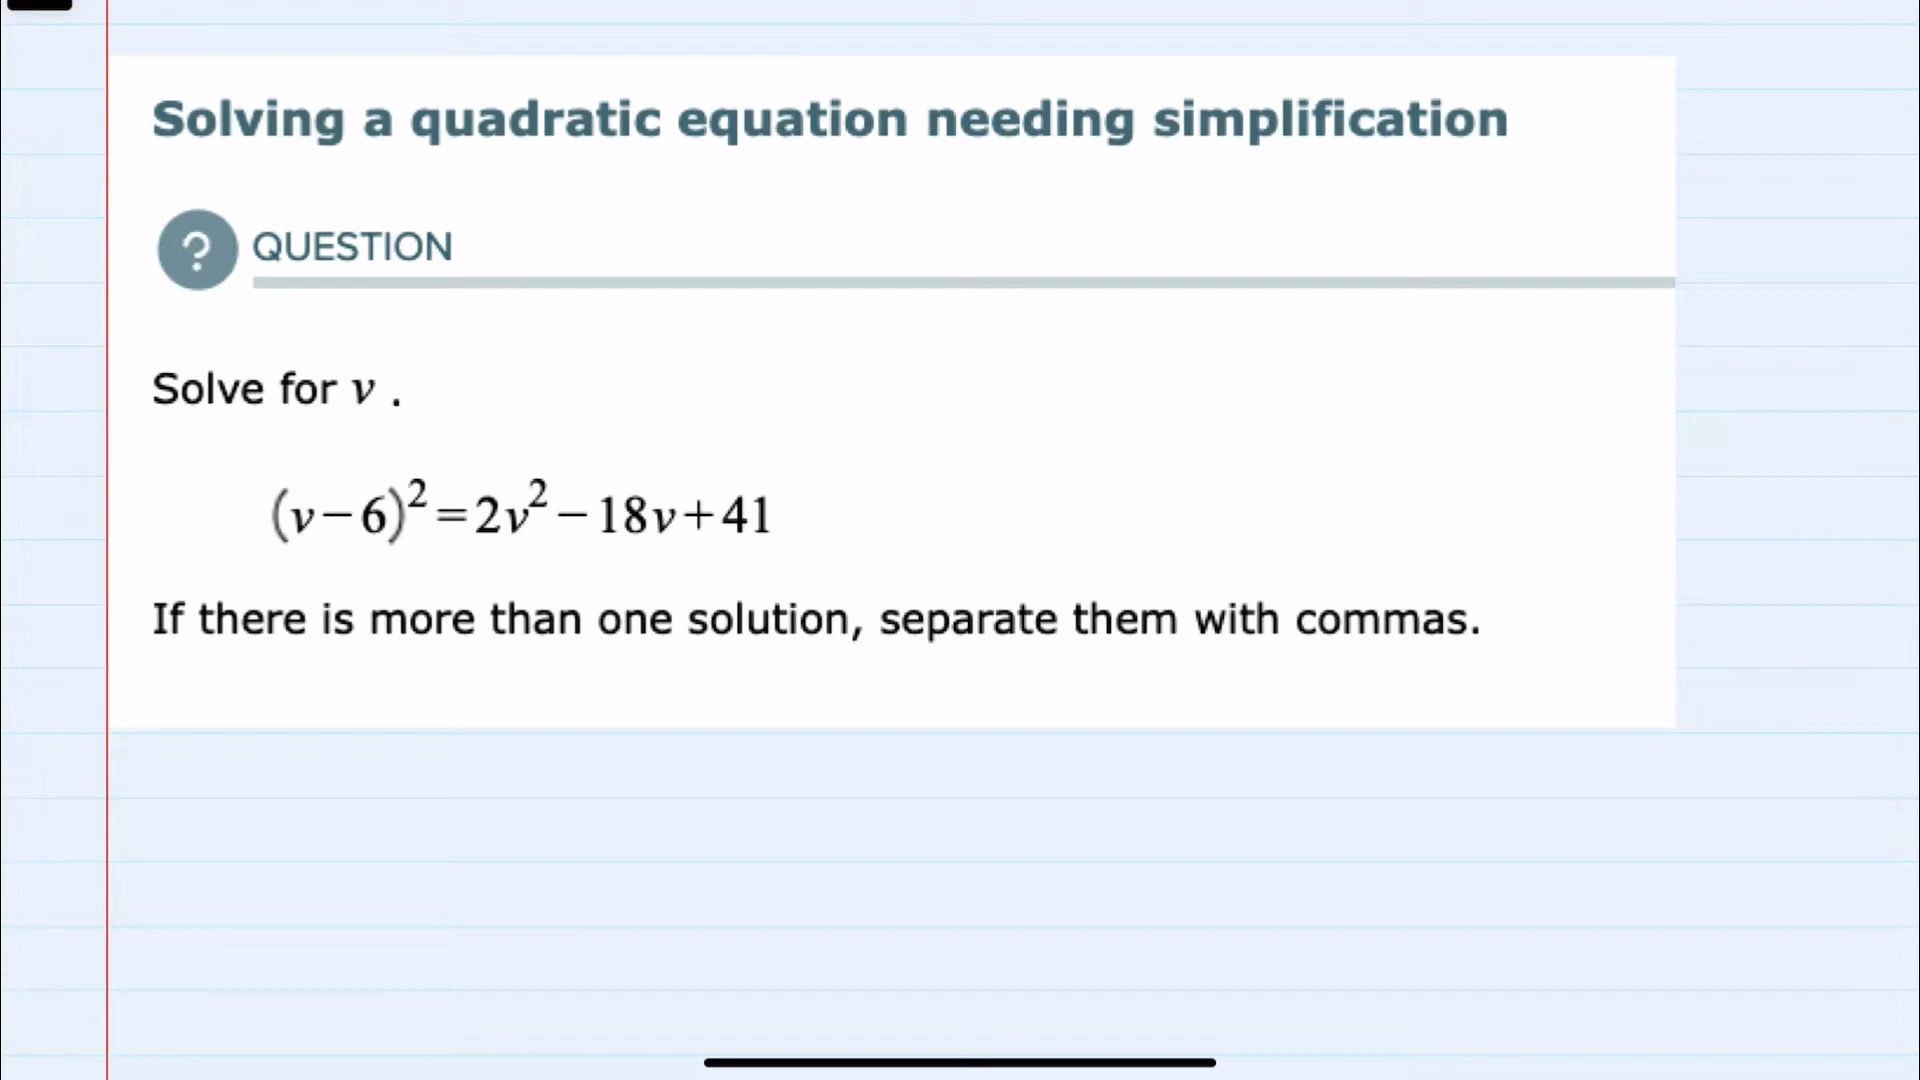 Solving a quadratic equation needing simplification
? QUESTION
Solve for v .
(v−6)²=2v²−18v+41
If there is more than one solution, separate them with commas.